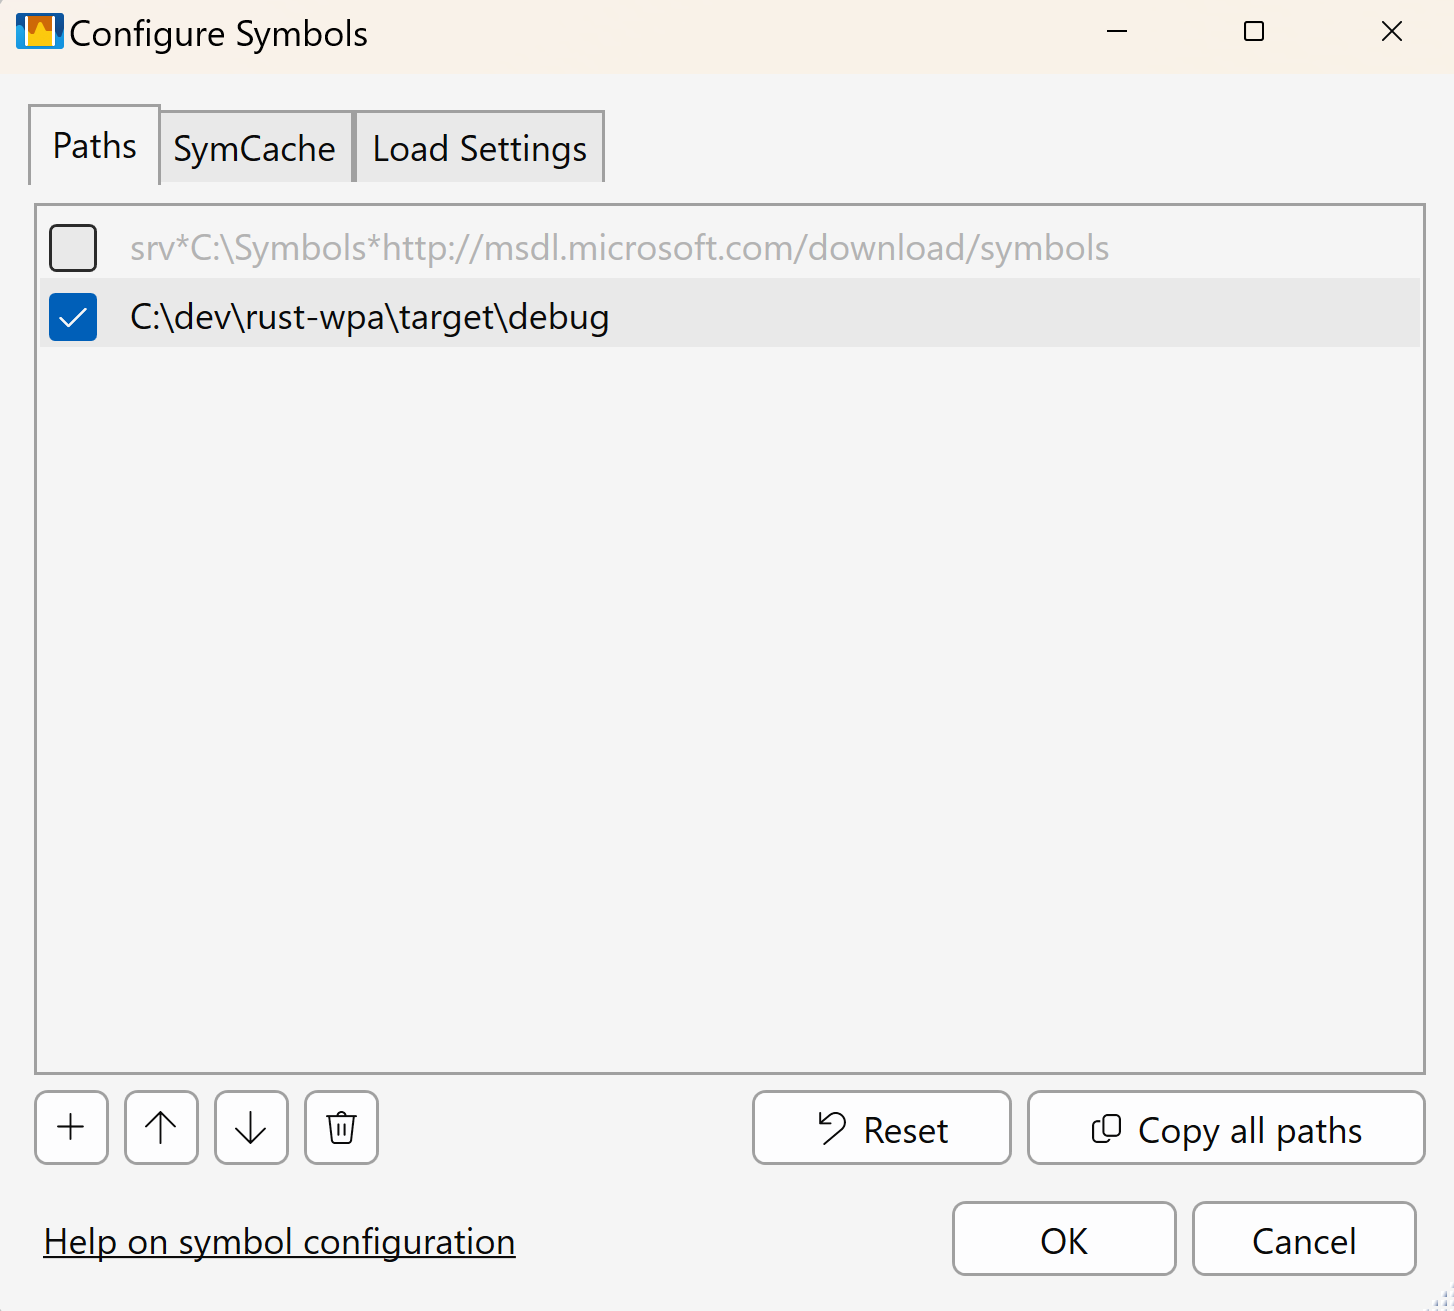 Configure Symbols
Paths
SymCache
Load Settings
srv*C:\Symbols*http://msdl.microsoft.com/download/symbols
C:\dev\rust-wpa\target\debug
Reset
Copy all paths
Help on symbol configuration
OK
Cancel